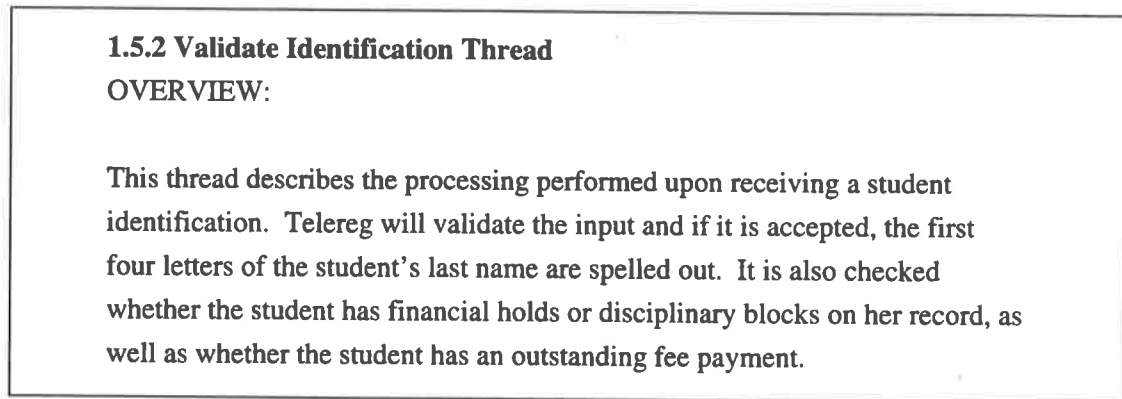 1.5.2 Validate Identification Thread
OVERVIEW:
This thread describes the processing performed upon receiving a student
identification. Telereg will validate the input and if it is accepted, the first
four letters of the student's last name are spelled out. It is also checked
whether the student has financial holds or disciplinary blocks on her record, as
well as whether the student has an outstanding fee payment.